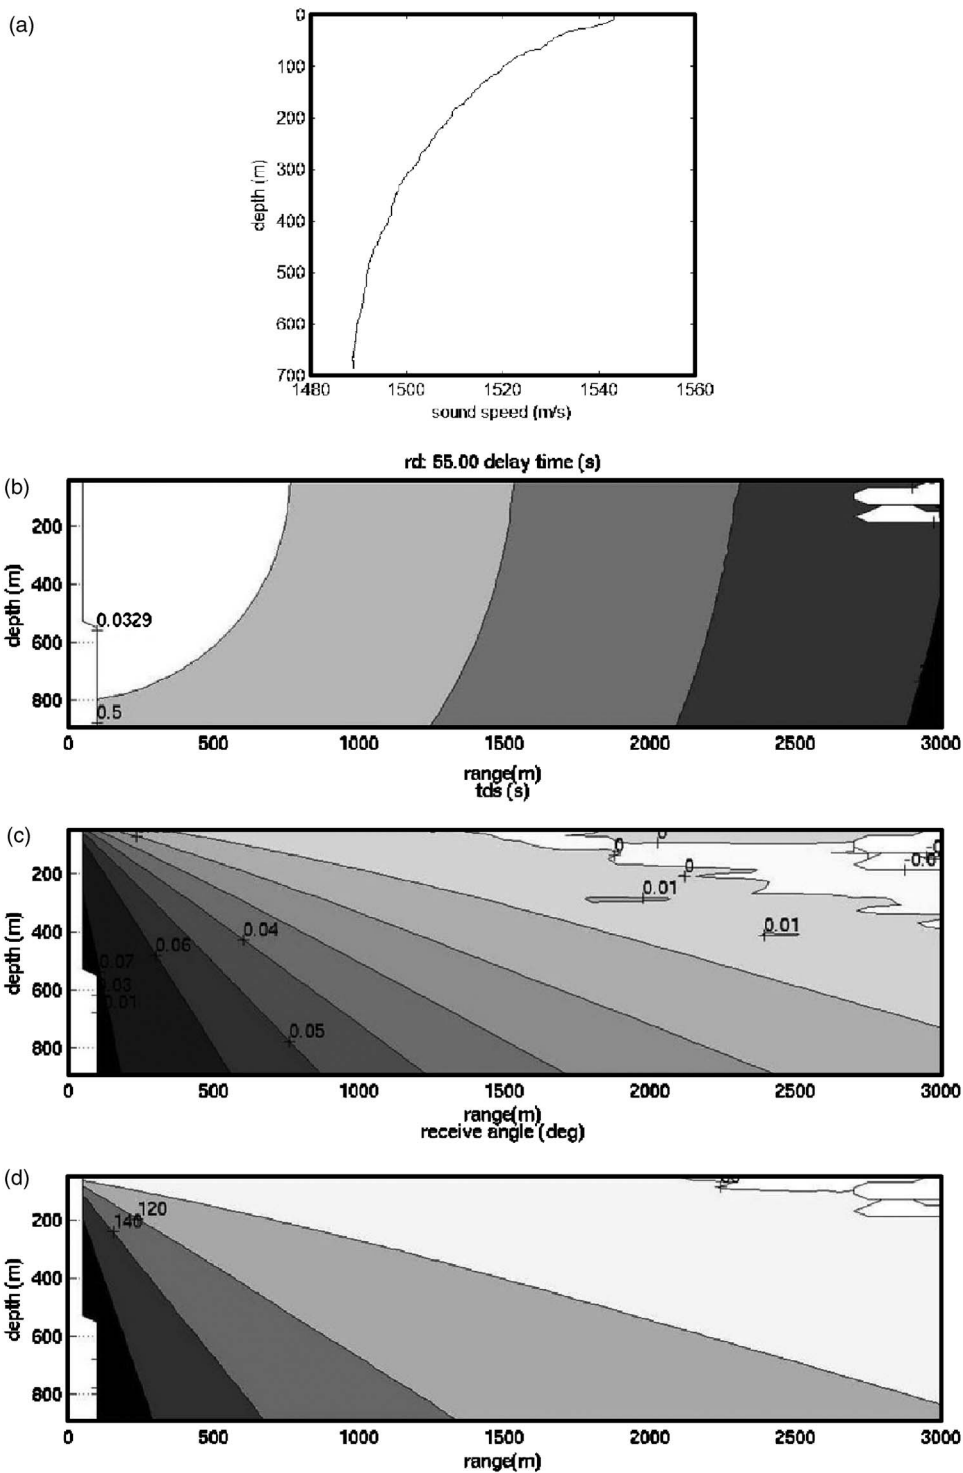 (a)
0
100
200
300
400
500
600
700
depth (m)
1480 1500 1520 1540 1560
sound speed (m/s)
rd: 55.00 delay time (s)
(b)
200
400
600
800
depth (m)
0.0329
0.5
0 500 1000 1500 2000 2500 3000
range(m)
tds (s)
(c)
200
400
600
800
depth (m)
0
0
0
0.01
0.01
0.04
0.06
0.07
0.03
0.01
0.05
0 500 1000 1500 2000 2500 3000
range(m)
receive angle (deg)
(d)
200
400
600
800
depth (m)
120
140
0 500 1000 1500 2000 2500 3000
range(m)